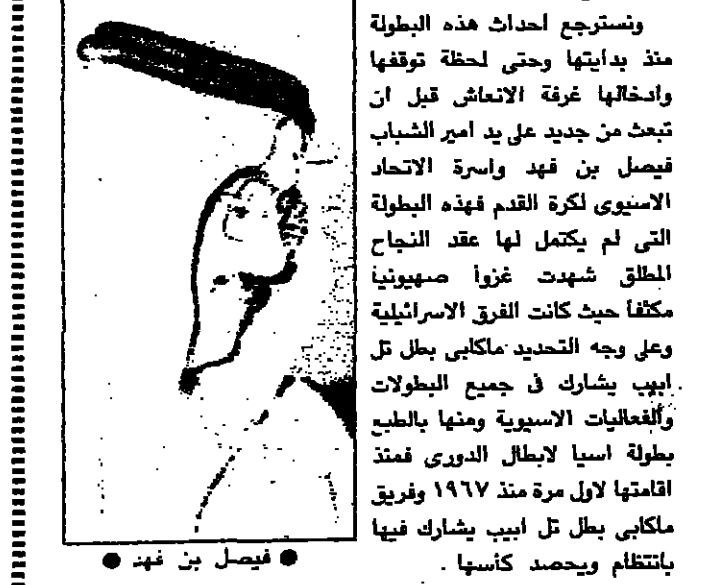 ونسترجع احداث هذه البطولة
منذ بدايتها وحتى لحظة توقفها
وادخالها غرفة الانعاش قبل ان
تبعث من جديد على يد امير الشباب
فيصل بن فهد واسرة الاتحاد
الاسيوى لكرة القدم فهذه البطولة
التى لم يكتمل لها عقد النجاح
المطلق شهدت غزوا صهيونيا
مكثفا حيث كانت الفرق الاسرائيلية
وعلى وجه التحديد ماكابى بطل تل
ابيب يشارك فى جميع البطولات
والفعاليات الاسيوية ومنها بالطبع
بطولة اسيا لابطال الدورى فمنذ
اقامتها لاول مرة منذ ١٩٦٧ وفريق
ماكابى بطل تل ابيب يشارك فيها
بانتظام ويحصد كأسها .
● فيصل بن فهد ●